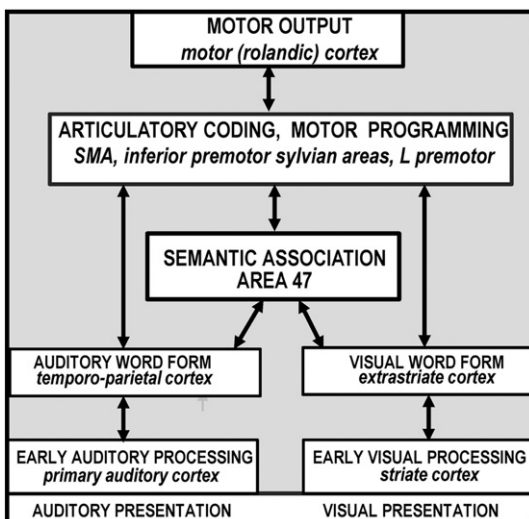 MOTOR OUTPUT
motor (rolandic) cortex
ARTICULATORY CODING, MOTOR PROGRAMMING
SMA, inferior premotor sylvian areas, L premotor
SEMANTIC ASSOCIATION
AREA 47
AUDITORY WORD FORM
temporo-parietal cortex
VISUAL WORD FORM
extrastriate cortex
EARLY AUDITORY PROCESSING
primary auditory cortex
EARLY VISUAL PROCESSING
striate cortex
AUDITORY PRESENTATION
VISUAL PRESENTATION